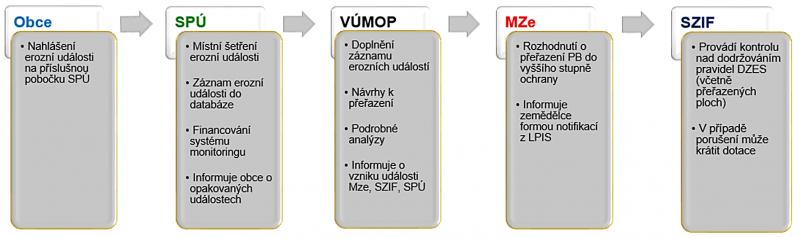 Obce
• Nahlášení
erozní události
na příslušnou
pobočku SPÚ
SPÚ
• Místní šetření
erozní události
• Záznam erozní
události do
databáze
• Financování
systému
monitoringu
• Informuje obce o
opakovaných
událostech
VÚMOP
• Doplnění
záznamu
erozních událostí
• Návrhy k
přeřazení
• Podrobné
analýzy
• Informuje o
vzniku události
Mze, SZIF, SPÚ
MZe
• Rozhodnutí o
přeřazení PB do
vyššího stupně
ochrany
• Informuje
zemědělce
formou notifikací
z LPIS
SZIF
• Provádí kontrolu
nad dodržováním
pravidel DZES
(včetně
přeřazených
ploch)
• V případě
porušení může
krátit dotace